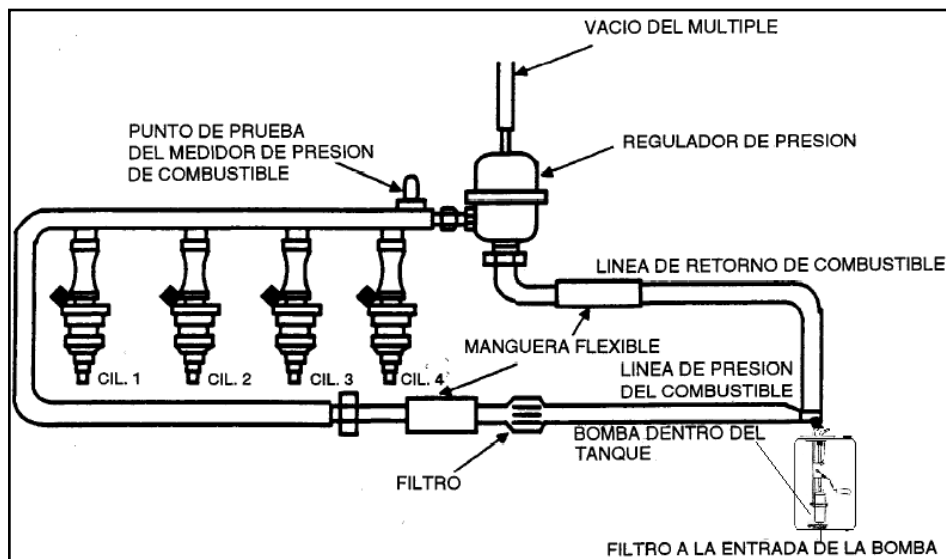 VACIO DEL MULTIPLE
PUNTO DE PRUEBA
DEL MEDIDOR DE PRESION
DE COMBUSTIBLE
REGULADOR DE PRESION
LINEA DE RETORNO DE COMBUSTIBLE
MANGUERA FLEXIBLE
LINEA DE PRESION
DEL COMBUSTIBLE
CIL. 1
CIL. 2
CIL. 3
CIL. 4
BOMBA DENTRO DEL
TANQUE
FILTRO
FILTRO A LA ENTRADA DE LA BOMBA